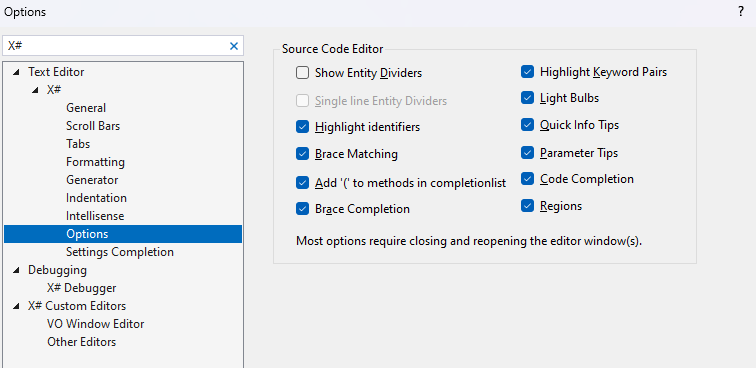 Options
?
X#
Text Editor
X#
General
Scroll Bars
Tabs
Formatting
Generator
Indentation
Intellisense
Options
Settings Completion
Debugging
X# Debugger
X# Custom Editors
VO Window Editor
Other Editors
Source Code Editor
Show Entity Dividers
Single line Entity Dividers
Highlight identifiers
Brace Matching
Add '(' to methods in completionlist
Brace Completion
Highlight Keyword Pairs
Light Bulbs
Quick Info Tips
Parameter Tips
Code Completion
Regions
Most options require closing and reopening the editor window(s).